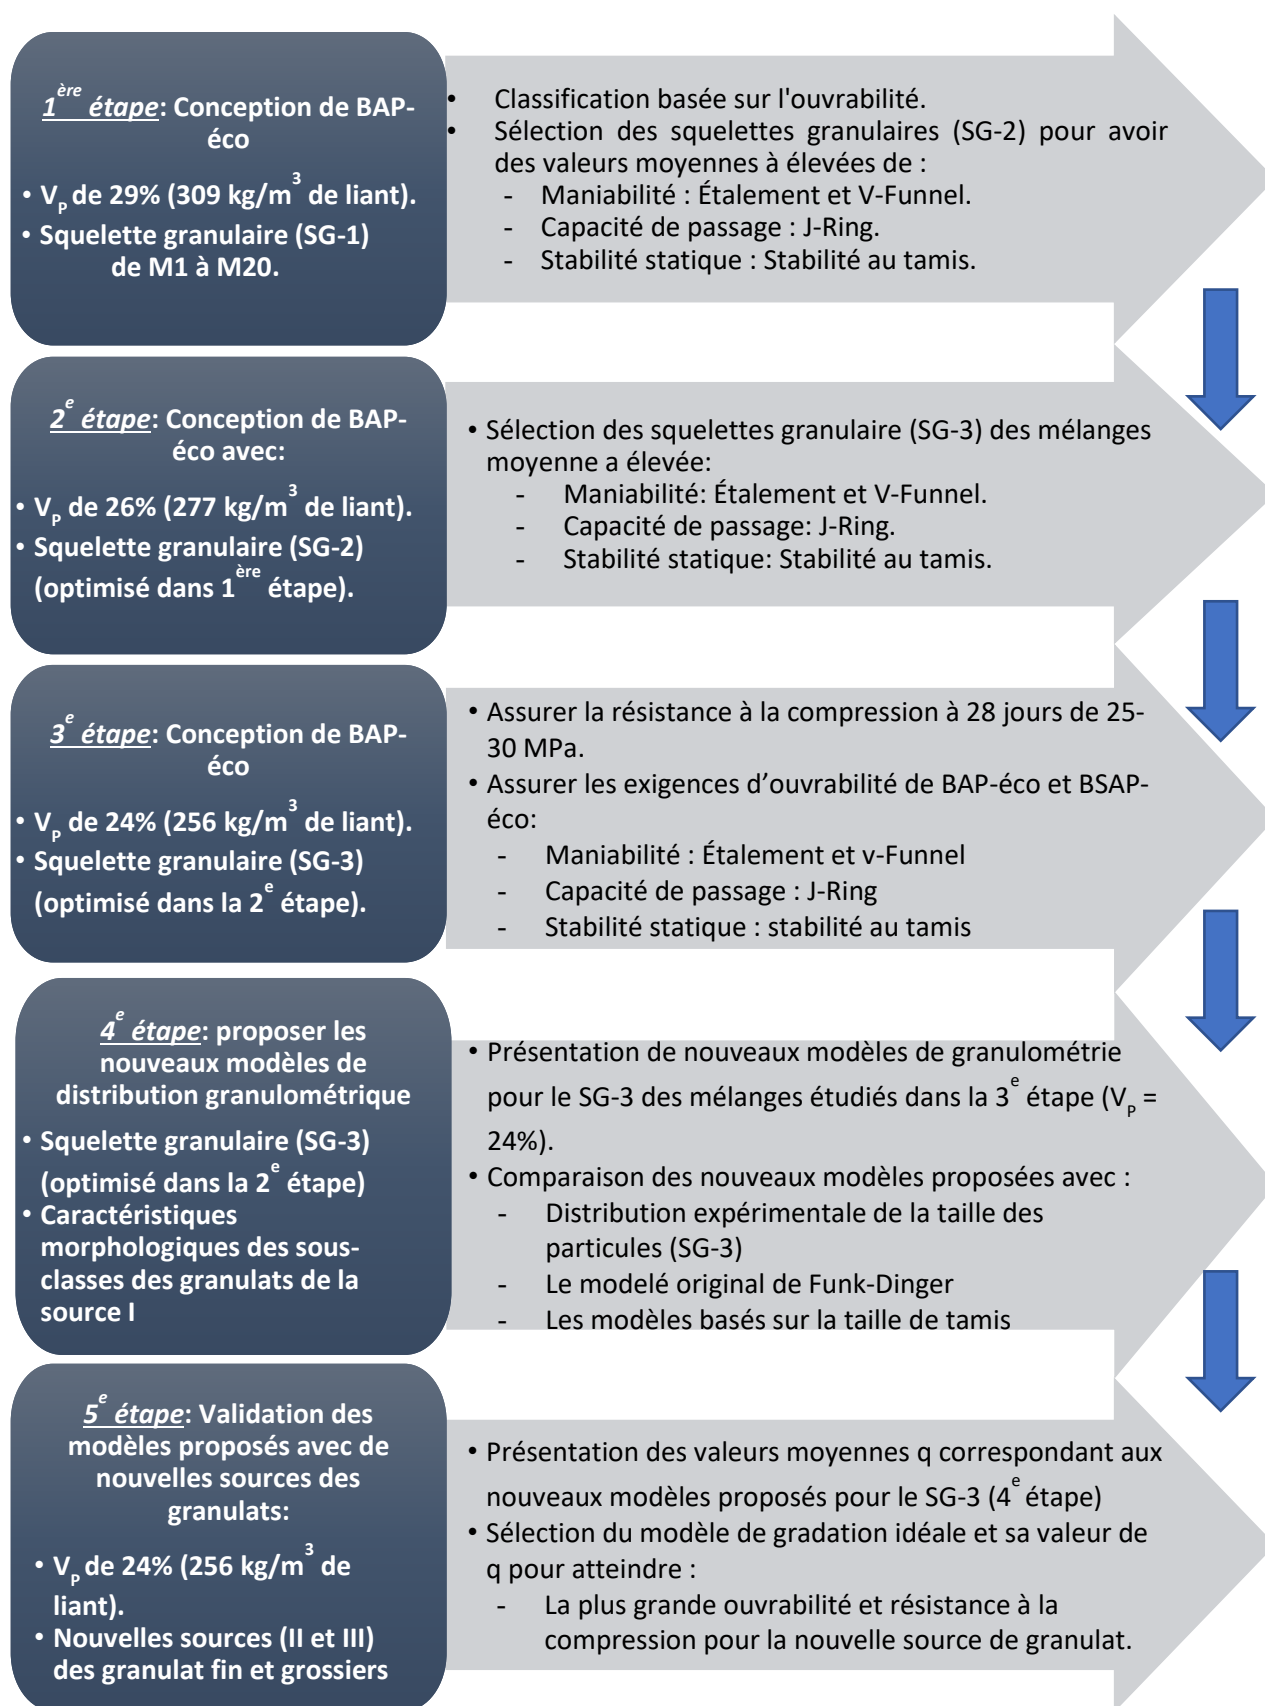 1ère étape: Conception de BAP-
éco
• VP de 29% (309 kg/m3 de liant).
• Squelette granulaire (SG-1)
de M1 à M20.
• Classification basée sur l'ouvrabilité.
• Sélection des squelettes granulaires (SG-2) pour avoir
des valeurs moyennes à élevées de :
- Maniabilité : Étalement et V-Funnel.
- Capacité de passage : J-Ring.
- Stabilité statique : Stabilité au tamis.
2e étape: Conception de BAP-
éco avec:
• VP de 26% (277 kg/m3 de liant).
• Squelette granulaire (SG-2)
(optimisé dans 1ère étape).
• Sélection des squelettes granulaire (SG-3) des mélanges
moyenne a élevée:
- Maniabilité: Étalement et V-Funnel.
- Capacité de passage: J-Ring.
- Stabilité statique: Stabilité au tamis.
3e étape: Conception de BAP-
éco
• VP de 24% (256 kg/m3 de liant).
• Squelette granulaire (SG-3)
(optimisé dans la 2e étape).
• Assurer la résistance à la compression à 28 jours de 25-
30 MPa.
• Assurer les exigences d’ouvrabilité de BAP-éco et BSAP-
éco:
- Maniabilité : Étalement et v-Funnel
- Capacité de passage : J-Ring
- Stabilité statique : stabilité au tamis
4e étape: proposer les
nouveaux modèles de
distribution granulométrique
• Squelette granulaire (SG-3)
(optimisé dans la 2e étape)
• Caractéristiques
morphologiques des sous-
classes des granulats de la
source I
• Présentation de nouveaux modèles de granulométrie
pour le SG-3 des mélanges étudiés dans la 3e étape (VP =
24%).
• Comparaison des nouveaux modèles proposées avec :
- Distribution expérimentale de la taille des
particules (SG-3)
- Le modelé original de Funk-Dinger
- Les modèles basés sur la taille de tamis
5e étape: Validation des
modèles proposés avec de
nouvelles sources des
granulats:
• VP de 24% (256 kg/m3 de
liant).
• Nouvelles sources (II et III)
des granulat fin et grossiers
• Présentation des valeurs moyennes q correspondant aux
nouveaux modèles proposés pour le SG-3 (4e étape)
• Sélection du modèle de gradation idéale et sa valeur de
q pour atteindre :
- La plus grande ouvrabilité et résistance à la
compression pour la nouvelle source de granulat.